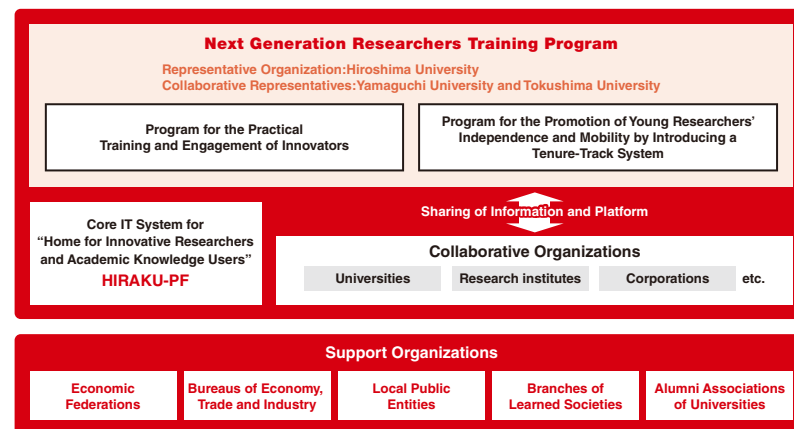 Next Generation Researchers Training Program
Representative Organization:Hiroshima University
Collaborative Representatives:Yamaguchi University and Tokushima University
Program for the Practical
Training and Engagement of Innovators
Program for the Promotion of Young Researchers’
Independence and Mobility by Introducing a
Tenure-Track System
Sharing of Information and Platform
Core IT System for
“Home for Innovative Researchers
and Academic Knowledge Users”
HIRAKU-PF
Collaborative Organizations
Universities
Research institutes
Corporations
etc.
Support Organizations
Economic
Federations
Bureaus of Economy,
Trade and Industry
Local Public
Entities
Branches of
Learned Societies
Alumni Associations
of Universities